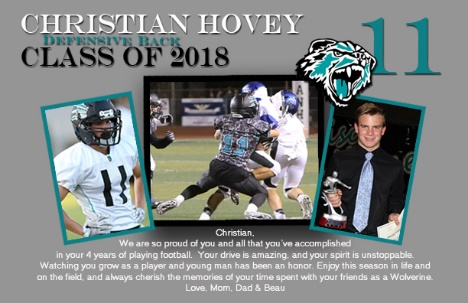 CHRISTIAN HOVEY
DEFENSIVE BACK
CLASS OF 2018
11
11
11
Christian,
We are so proud of you and all that you've accomplished
in your 4 years of playing football. Your drive is amazing, and your spirit is unstoppable.
Watching you grow as a player and young man has been an honor. Enjoy this season in life and
on the field, and always cherish the memories of your time spent with your friends as a Wolverine.
Love, Mom, Dad & Beau